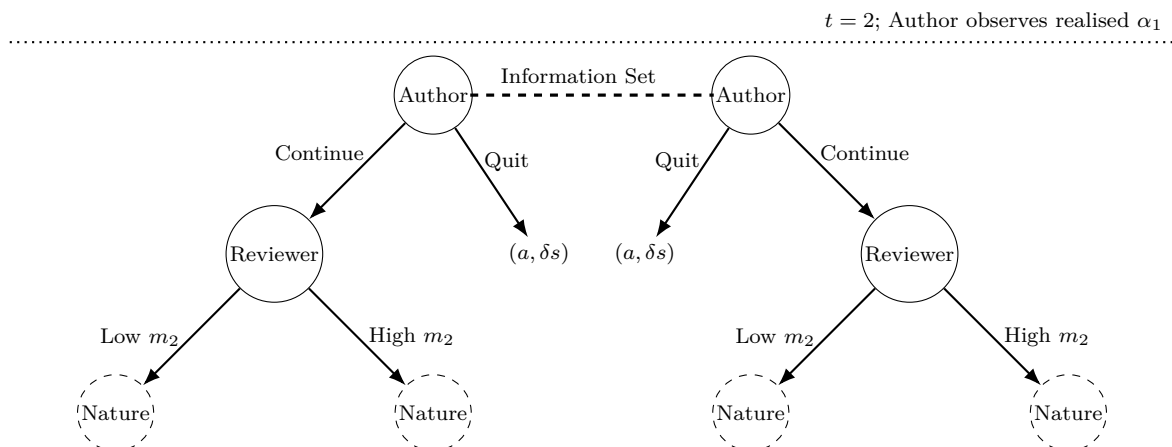 t = 2; Author observes realised α₁
Information Set
Author Author
Continue Quit Quit Continue
Reviewer (a, δs) (a, δs) Reviewer
Low m₂ High m₂ Low m₂ High m₂
Nature Nature Nature Nature